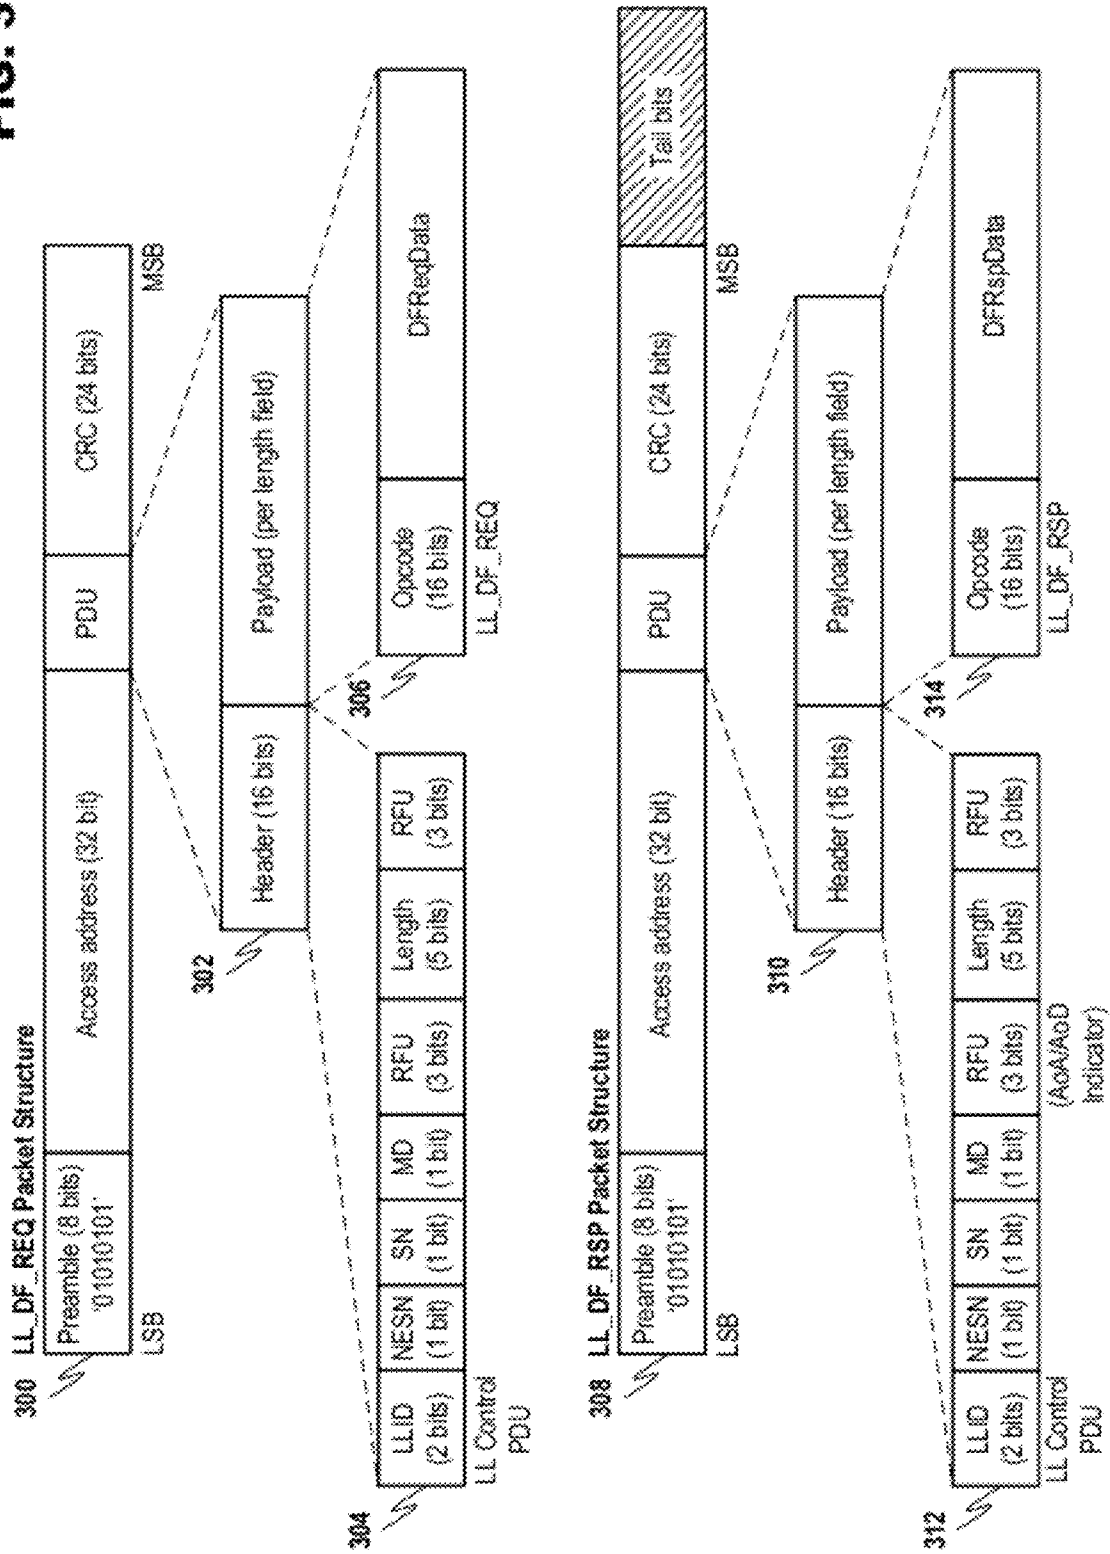 FIG. 3
LL_DF_REQ Packet Structure
300
Preamble (8 bits)
'01010101'
Access address (32 bit)
PDU
CRC (24 bits)
LSB
MSB
302
Header (16 bits)
Payload (per length field)
304
LLID
(2 bits)
NESN
(1 bit)
SN
(1 bit)
MD
(1 bit)
RFU
(3 bits)
Length
(5 bits)
RFU
(3 bits)
LL Control
PDU
306
Opcode
(16 bits)
DFReqData
LL_DF_REQ
LL_DF_RSP Packet Structure
308
Preamble (8 bits)
'01010101'
Access address (32 bit)
PDU
CRC (24 bits)
Tail bits
LSB
MSB
310
Header (16 bits)
Payload (per length field)
312
LLID
(2 bits)
NESN
(1 bit)
SN
(1 bit)
MD
(1 bit)
RFU
(3 bits)
Length
(5 bits)
RFU
(3 bits)
LL Control
PDU
(AoA/AoD
Indicator)
314
Opcode
(16 bits)
DFRspData
LL_DF_RSP